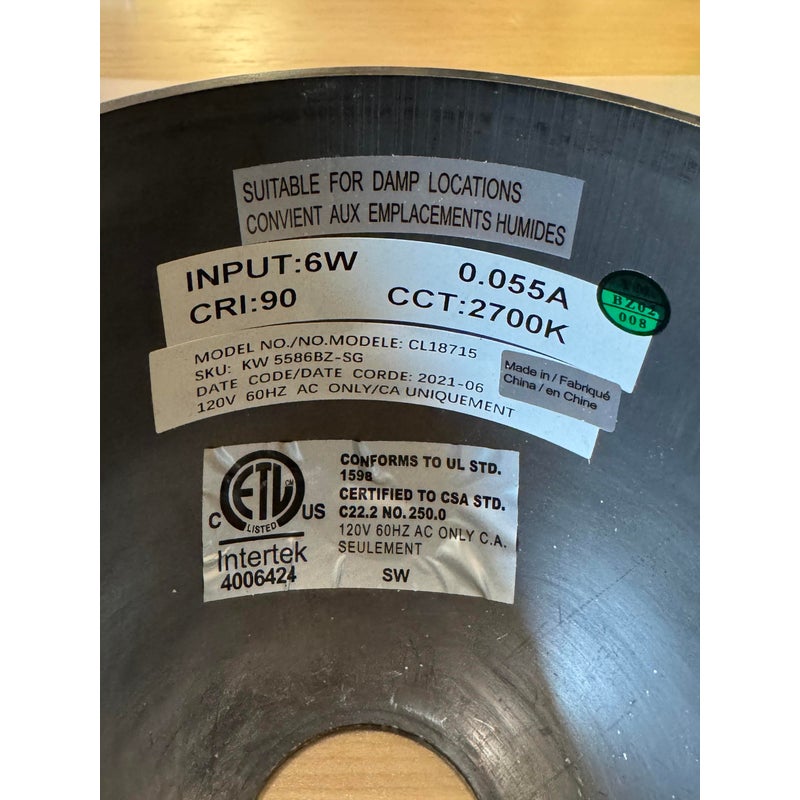 SUITABLE FOR DAMP LOCATIONS
CONVIENT AUX EMPLACEMENTS HUMIDES
INPUT:6W 0.055A
CRI:90 CCT:2700K
BZ02
008
MODEL NO./NO.MODELE: CL18715
SKU: KW 5586BZ-SG
DATE CODE/DATE CORDE: 2021-06
120V 60HZ AC ONLY/CA UNIQUEMENT
Made in / Fabriqué
China / en Chine
ETL CM
LISTED
C US
Intertek
4006424
CONFORMS TO UL STD.
1598
CERTIFIED TO CSA STD.
C22.2 NO. 250.0
120V 60HZ AC ONLY C.A.
SEULEMENT
SW